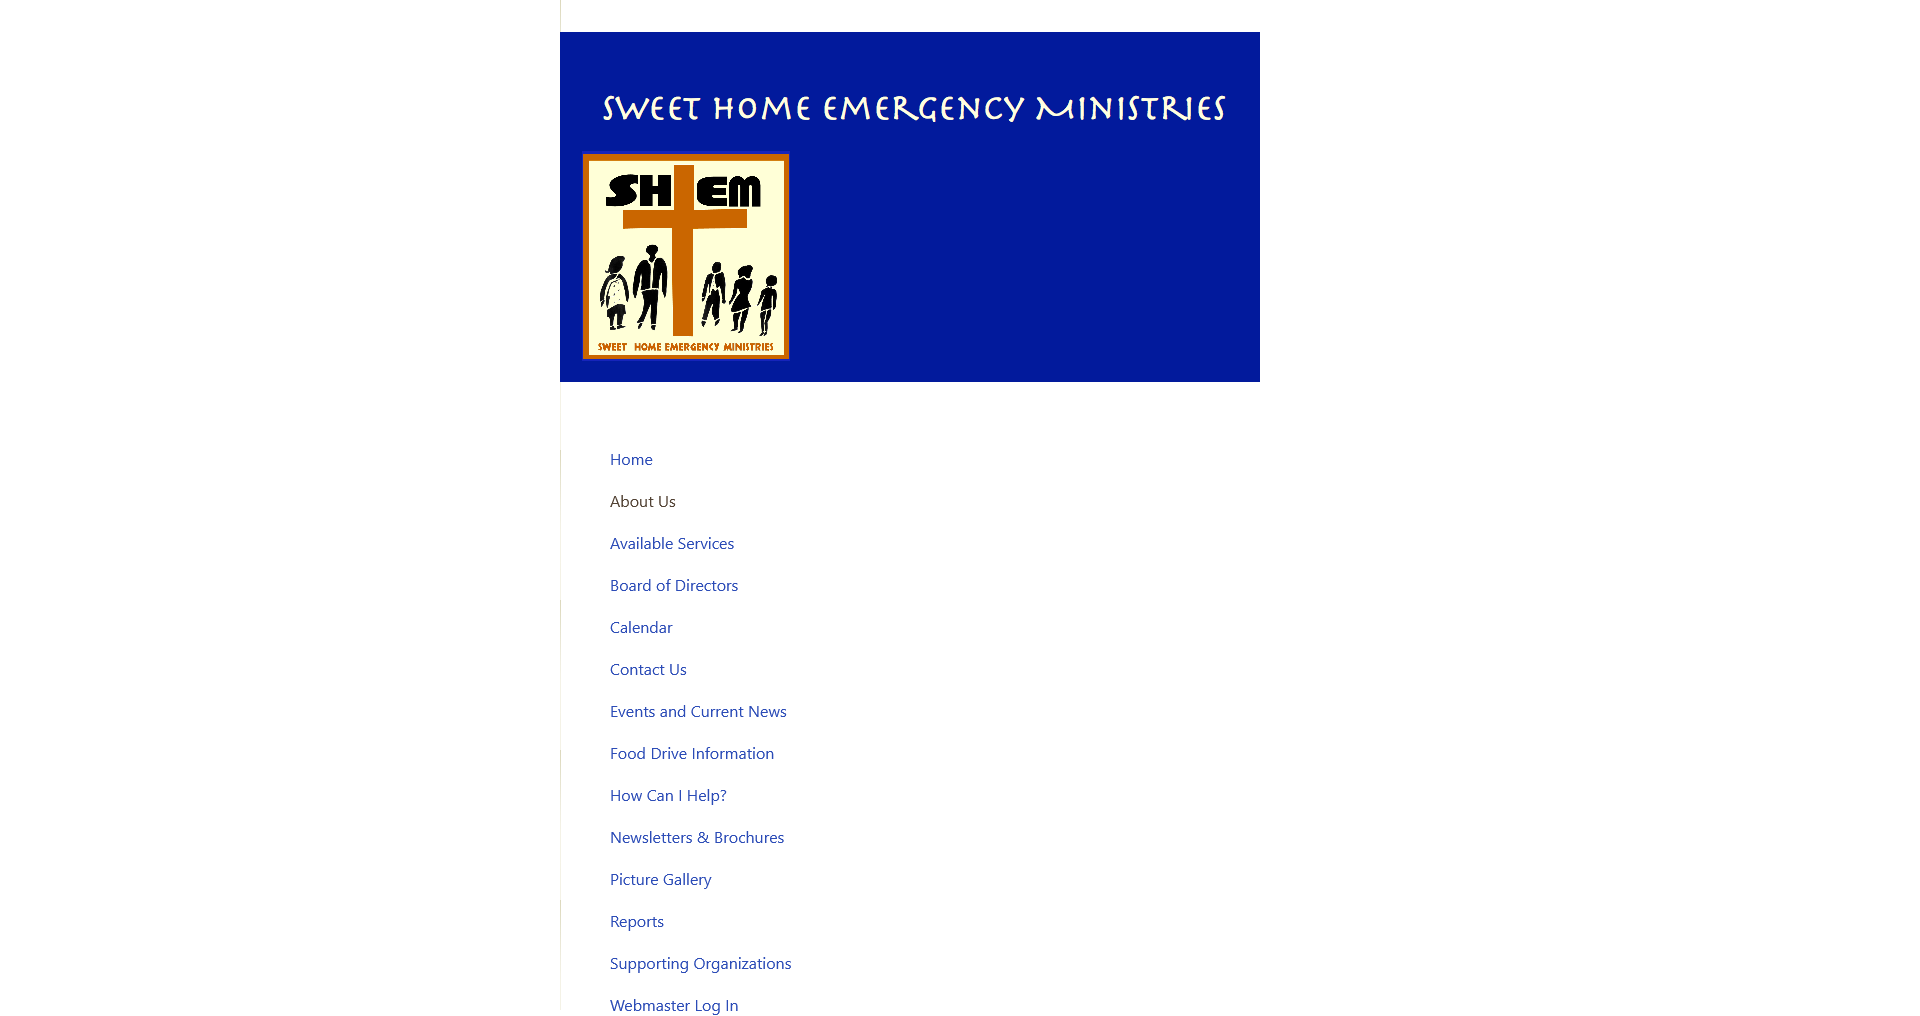 Sweet Home Emergency Ministries
SH EM
SWEET HOME EMERGENCY MINISTRIES
Home
About Us
Available Services
Board of Directors
Calendar
Contact Us
Events and Current News
Food Drive Information
How Can I Help?
Newsletters & Brochures
Picture Gallery
Reports
Supporting Organizations
Webmaster Log In